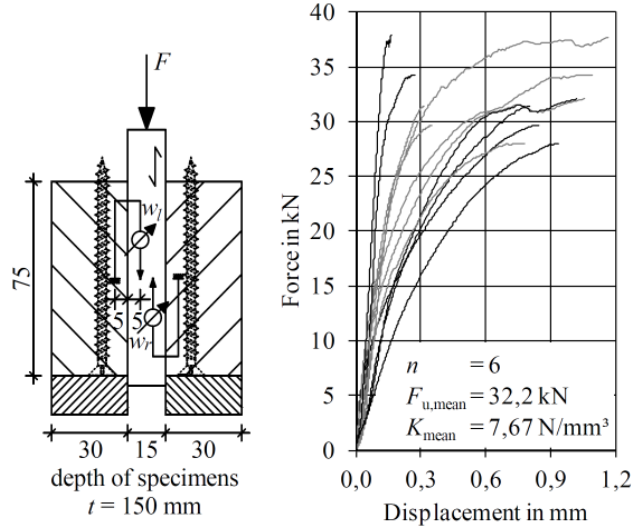 F
w_l
75
5 5
w_r
30 15 30
depth of specimens
t = 150 mm
Force in kN
40
35
30
25
20
15
10
5
0
n = 6
F_u,mean = 32,2 kN
K_mean = 7,67 N/mm³
0,0 0,3 0,6 0,9 1,2
Displacement in mm